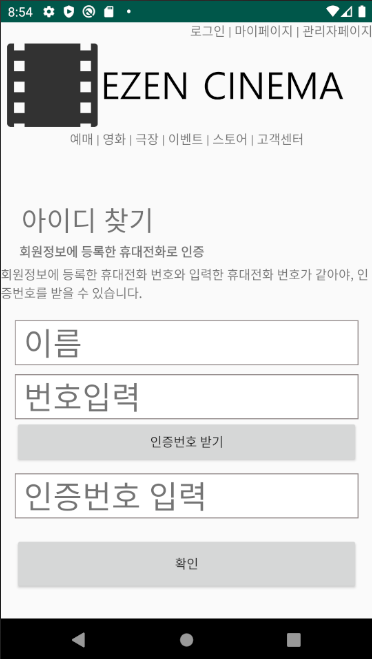 8:54
로그인 | 마이페이지 | 관리자페이지
EZEN CINEMA
예매 | 영화 | 극장 | 이벤트 | 스토어 | 고객센터
아이디 찾기
회원정보에 등록한 휴대전화로 인증
회원정보에 등록한 휴대전화 번호와 입력한 휴대전화 번호가 같아야, 인
증번호를 받을 수 있습니다.
이름
번호입력
인증번호 받기
인증번호 입력
확인